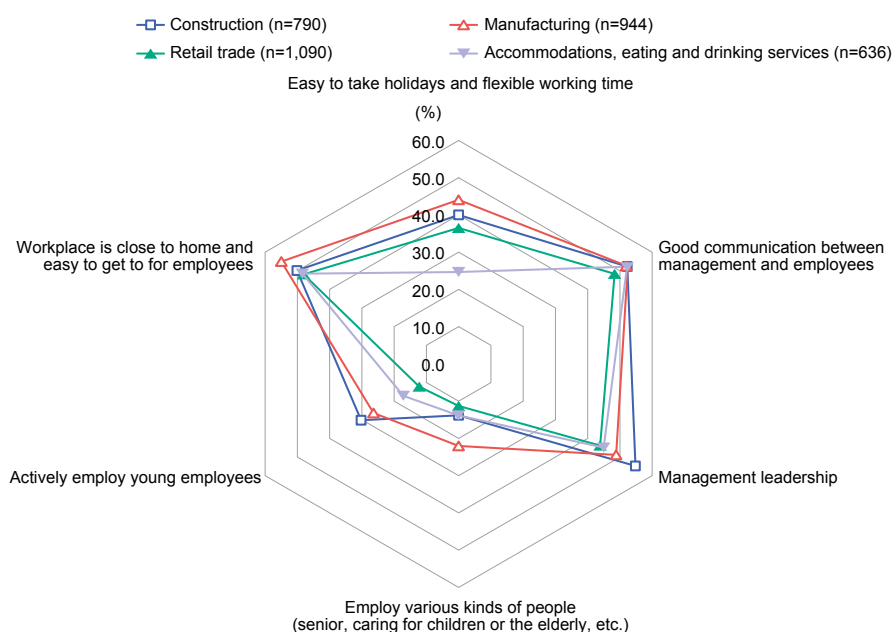 Construction (n=790)
Manufacturing (n=944)
Retail trade (n=1,090)
Accommodations, eating and drinking services (n=636)
Easy to take holidays and flexible working time
(%)
60.0
50.0
40.0
30.0
20.0
10.0
0.0
Workplace is close to home and
easy to get to for employees
Good communication between
management and employees
Actively employ young employees
Management leadership
Employ various kinds of people
(senior, caring for children or the elderly, etc.)